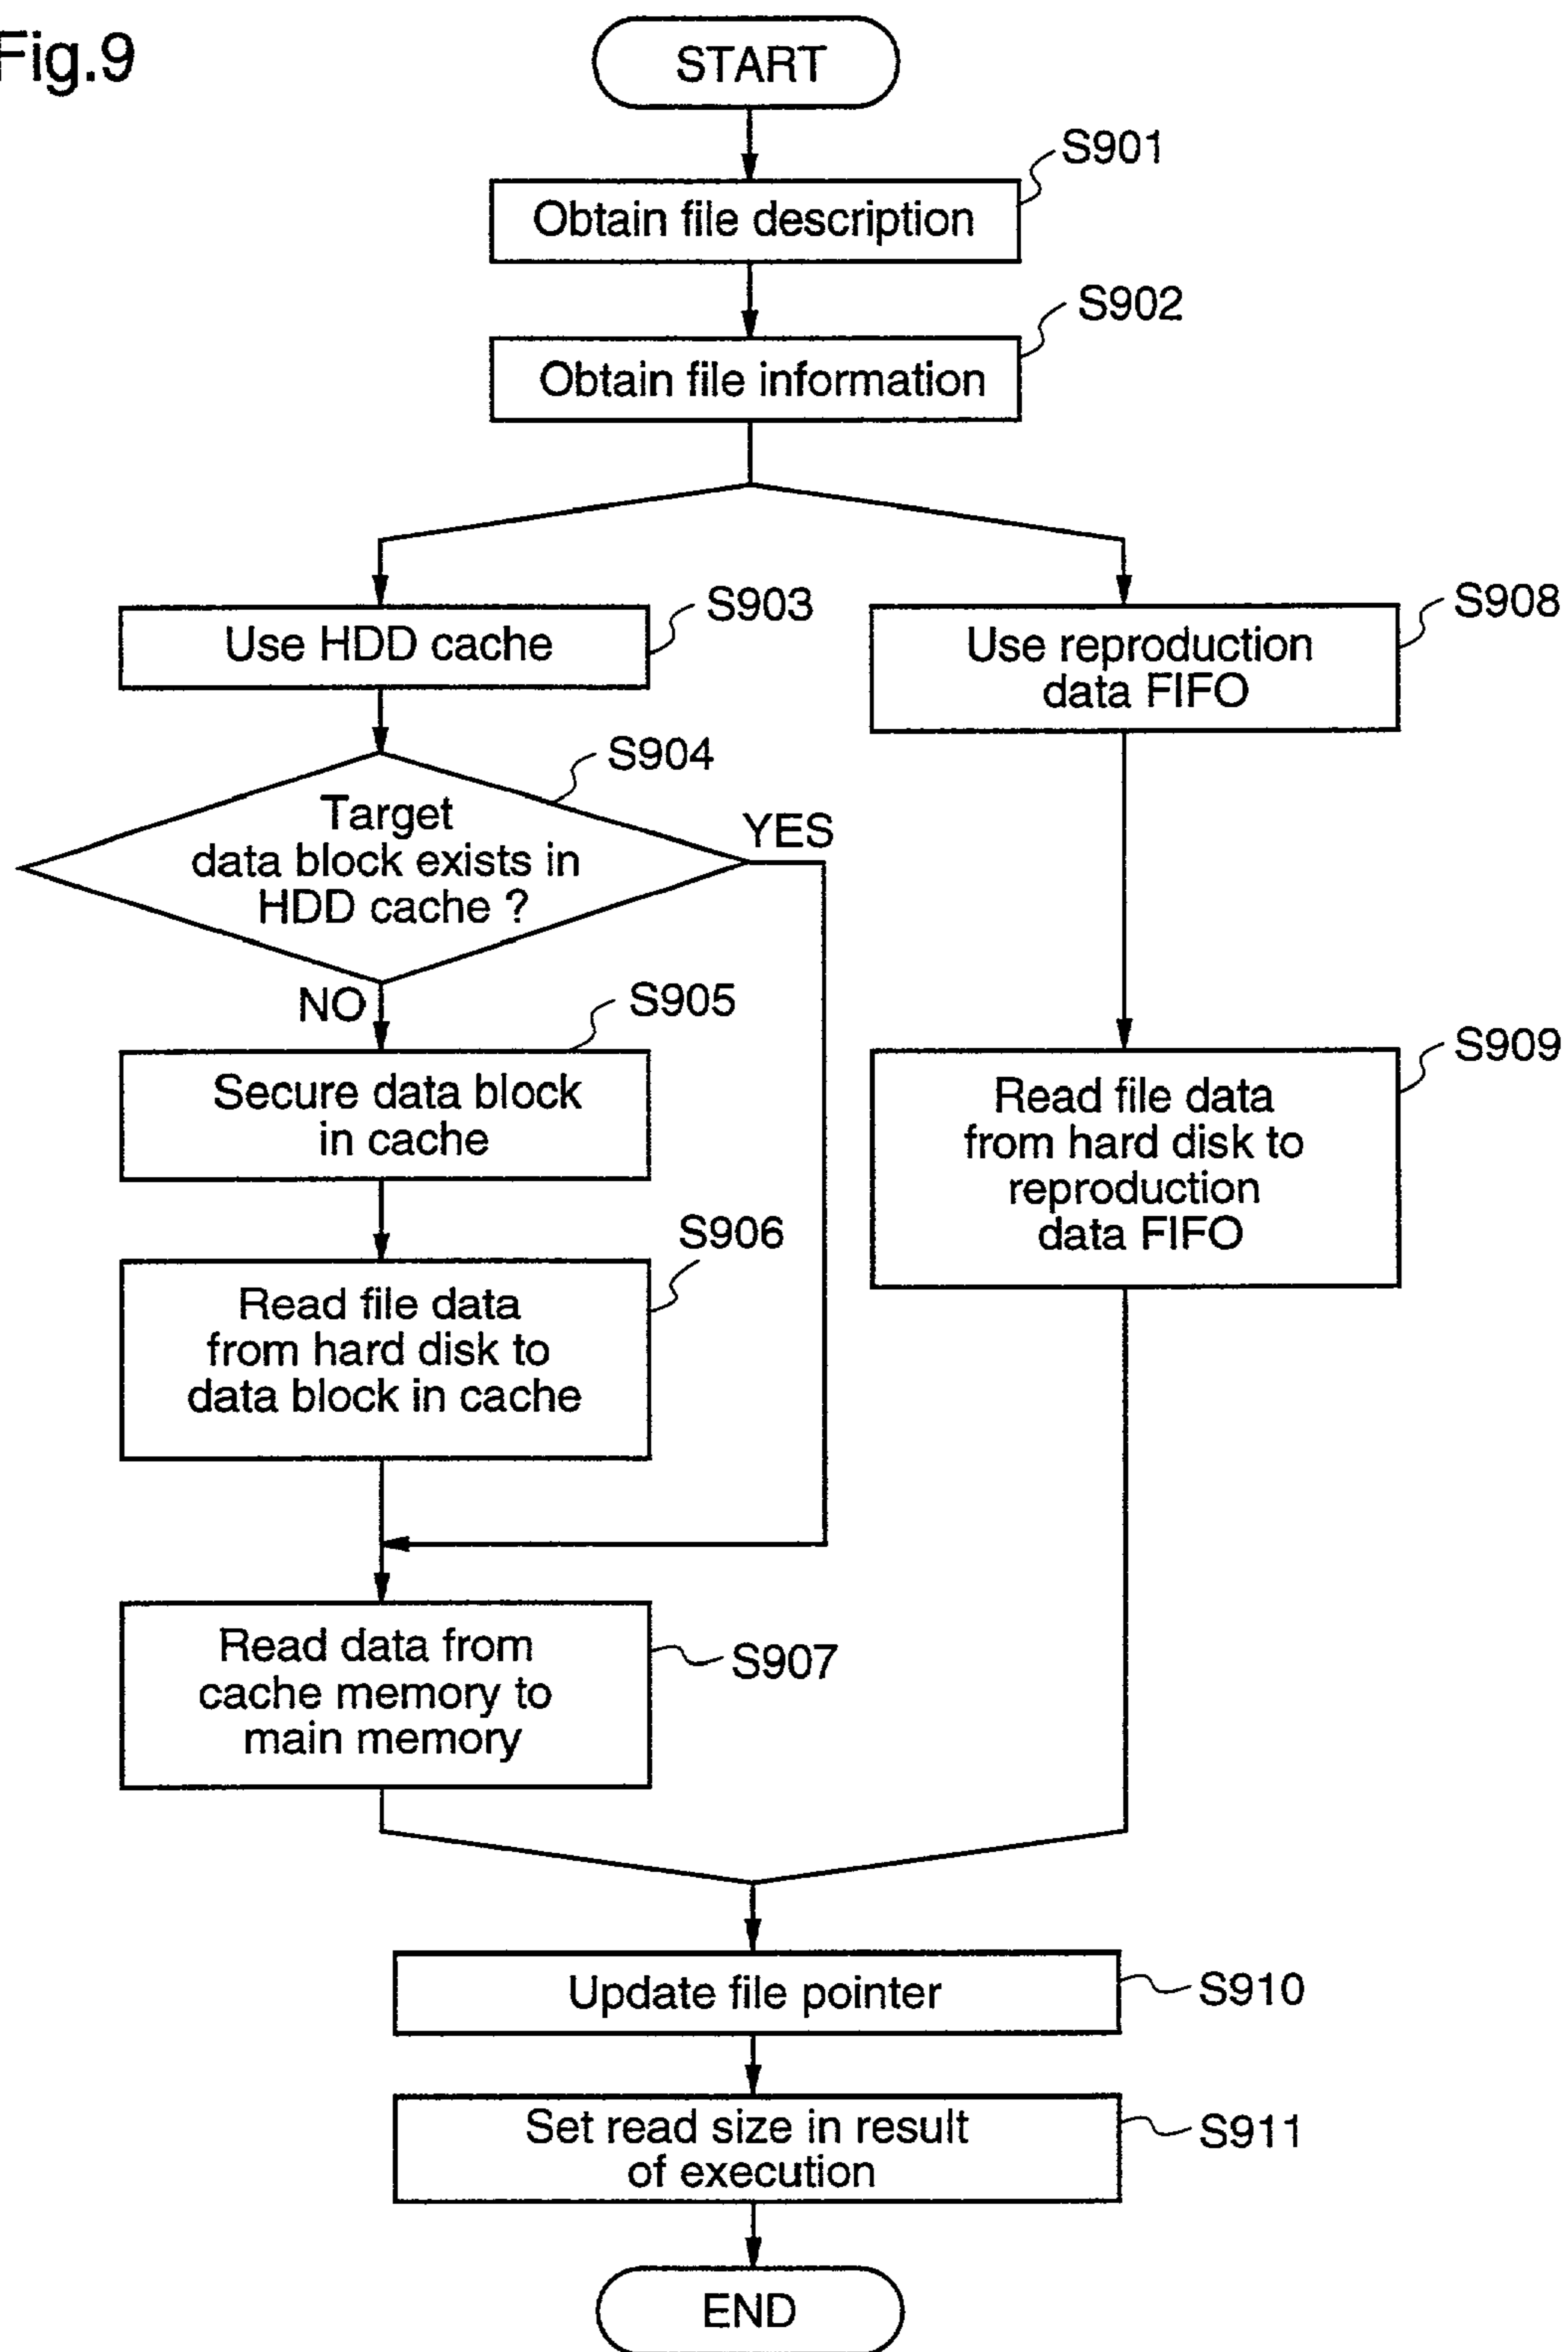 Fig.9
START
S901
Obtain file description
S902
Obtain file information
S903
Use HDD cache
S908
Use reproduction
data FIFO
S904
Target
data block exists in
HDD cache ?
YES
NO
S905
Secure data block
in cache
S909
Read file data
from hard disk to
reproduction
data FIFO
S906
Read file data
from hard disk to
data block in cache
Read data from
cache memory to
main memory
S907
Update file pointer
S910
Set read size in result
of execution
S911
END